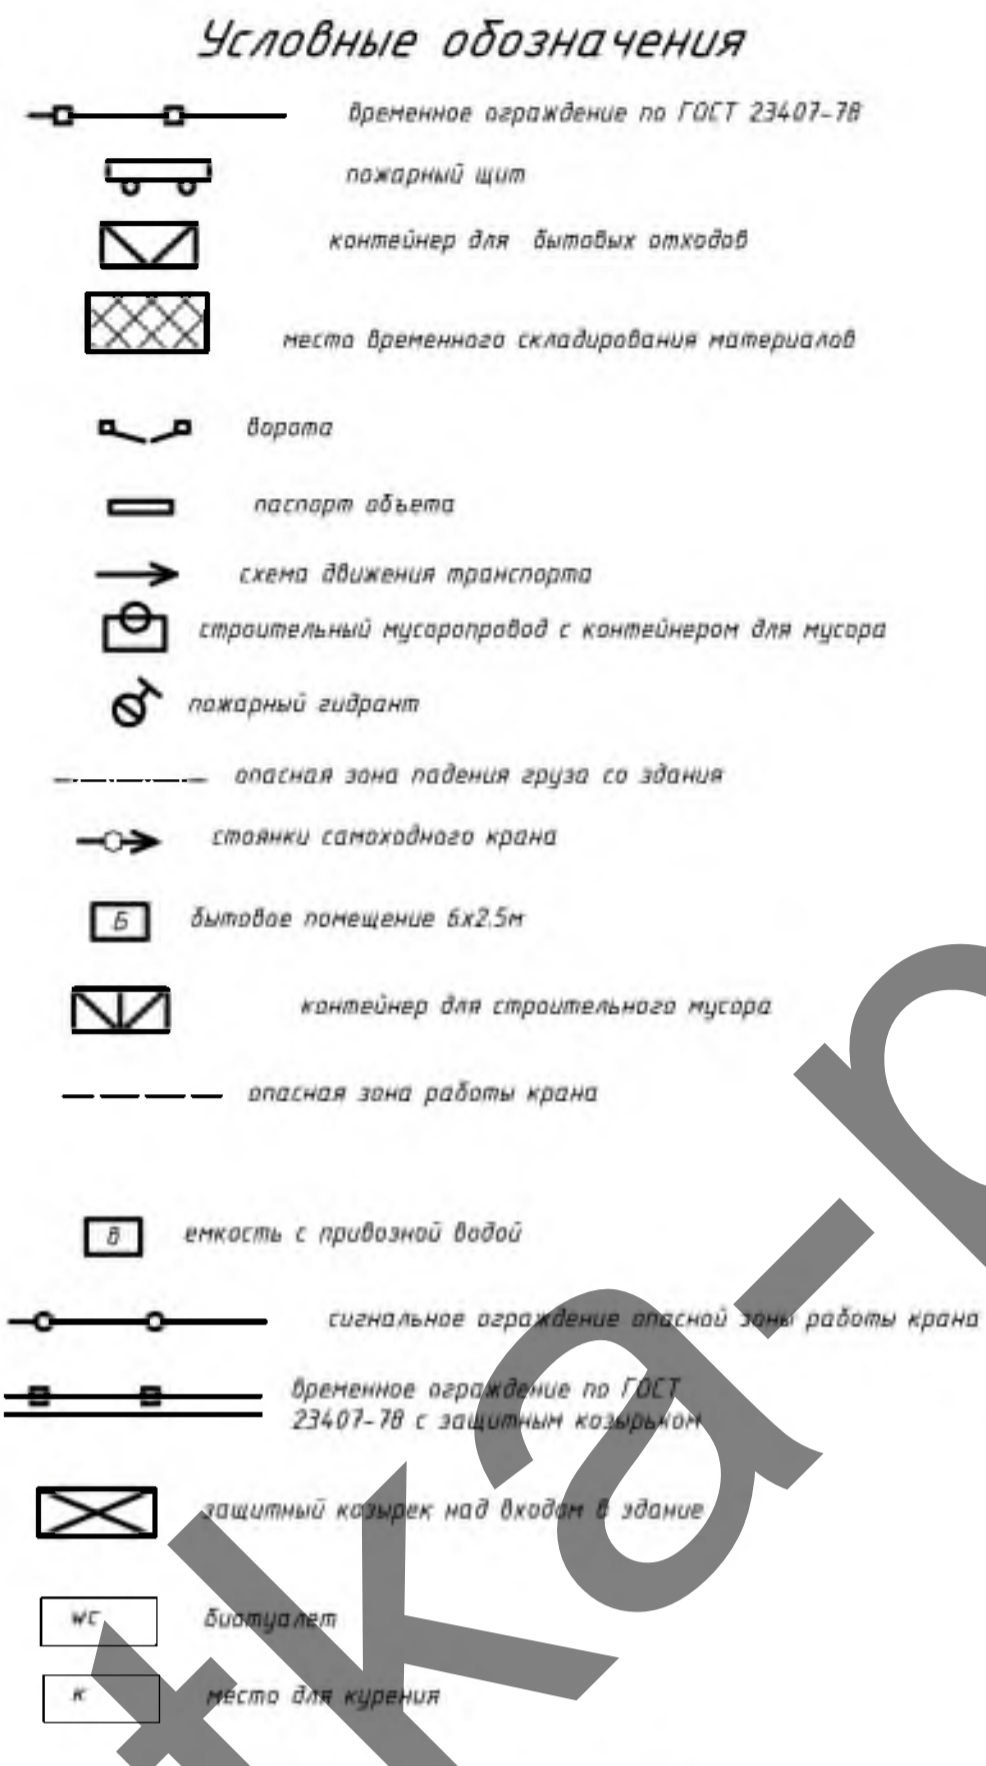 Условные обозначения
временное ограждение по ГОСТ 23407-78
пожарный щит
контейнер для бытовых отходов
место временного складирования материалов
ворота
паспорт объета
схема движения транспорта
строительный мусоропровод с контейнером для мусора
пожарный гидрант
опасная зона падения груза со здания
стоянки самоходного крана
Б бытовое помещение 6х2.5м
контейнер для строительного мусора
опасная зона работы крана
В емкость с привозной водой
сигнальное ограждение опасной зоны работы крана
временное ограждение по ГОСТ
23407-78 с защитным козырьком
защитный козырек над входом в здание
WC биотуалет
К место для курения
tka-